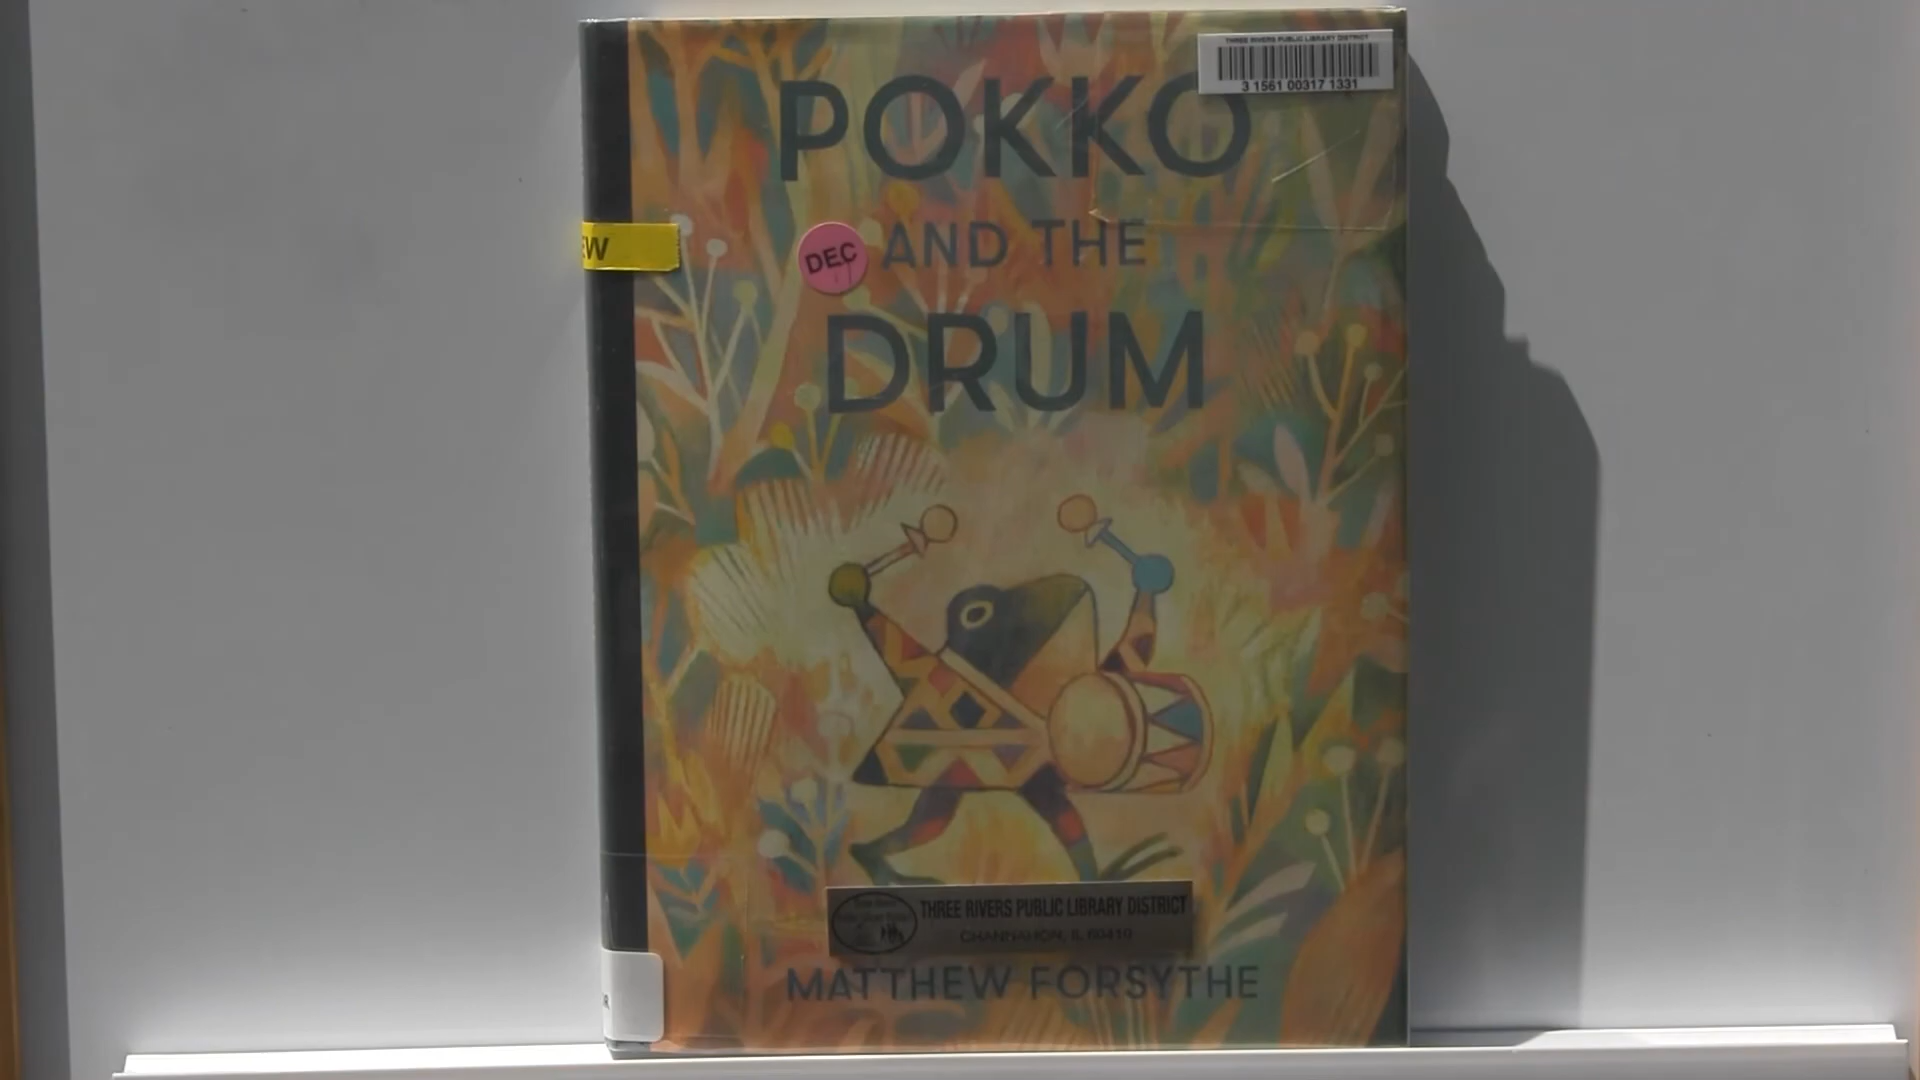 THREE RIVERS PUBLIC LIBRARY DISTRICT
3 1561 00317 1331
POKKO
AND THE
DRUM
EW
DEC
THREE RIVERS PUBLIC LIBRARY DISTRICT
CHANNAHON, IL 60410
MATTHEW FORSYTHE